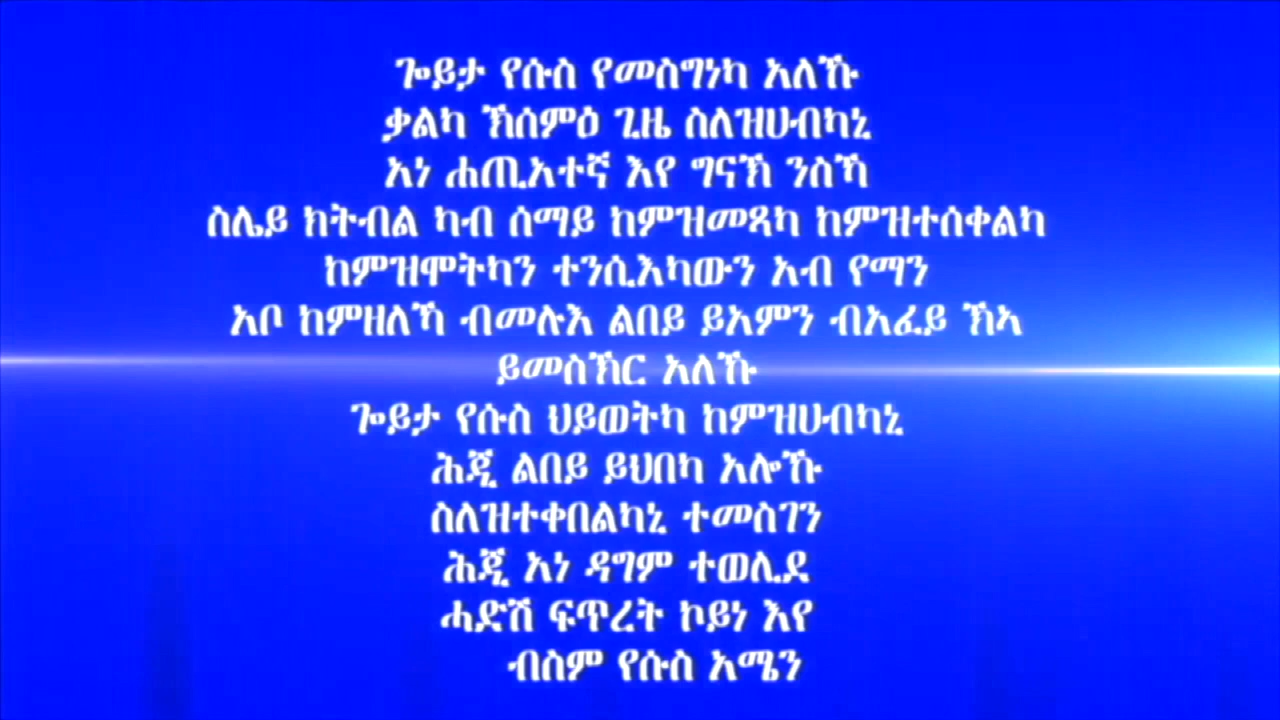 ጐይታ የሱስ የመስግነካ አለኹ
ቃልካ ኽሰምዕ ጊዜ ስለዝሀብካኒ
አነ ሐጢአተኛ እየ ግናኽ ንስኻ
ስሌይ ክትብል ካብ ሰማይ ከምዝመጻካ ከምዝተሰቀልካ
ከምዝሞትካን ተንሲእካውን አብ የማን
አቦ ከምዘለኻ ብመሉእ ልበይ ይአምን ብአፈይ ኽኣ
ይመስኽር አለኹ
ጐይታ የሱስ ህይወትካ ከምዝሀብካኒ
ሕጂ ልበይ ይህበካ አሎኹ
ስለዝተቀበልካኒ ተመስገን
ሕጂ አነ ዳግም ተወሊደ
ሓድሽ ፍጥረት ኮይነ እየ
ብስም የሱስ አሜን